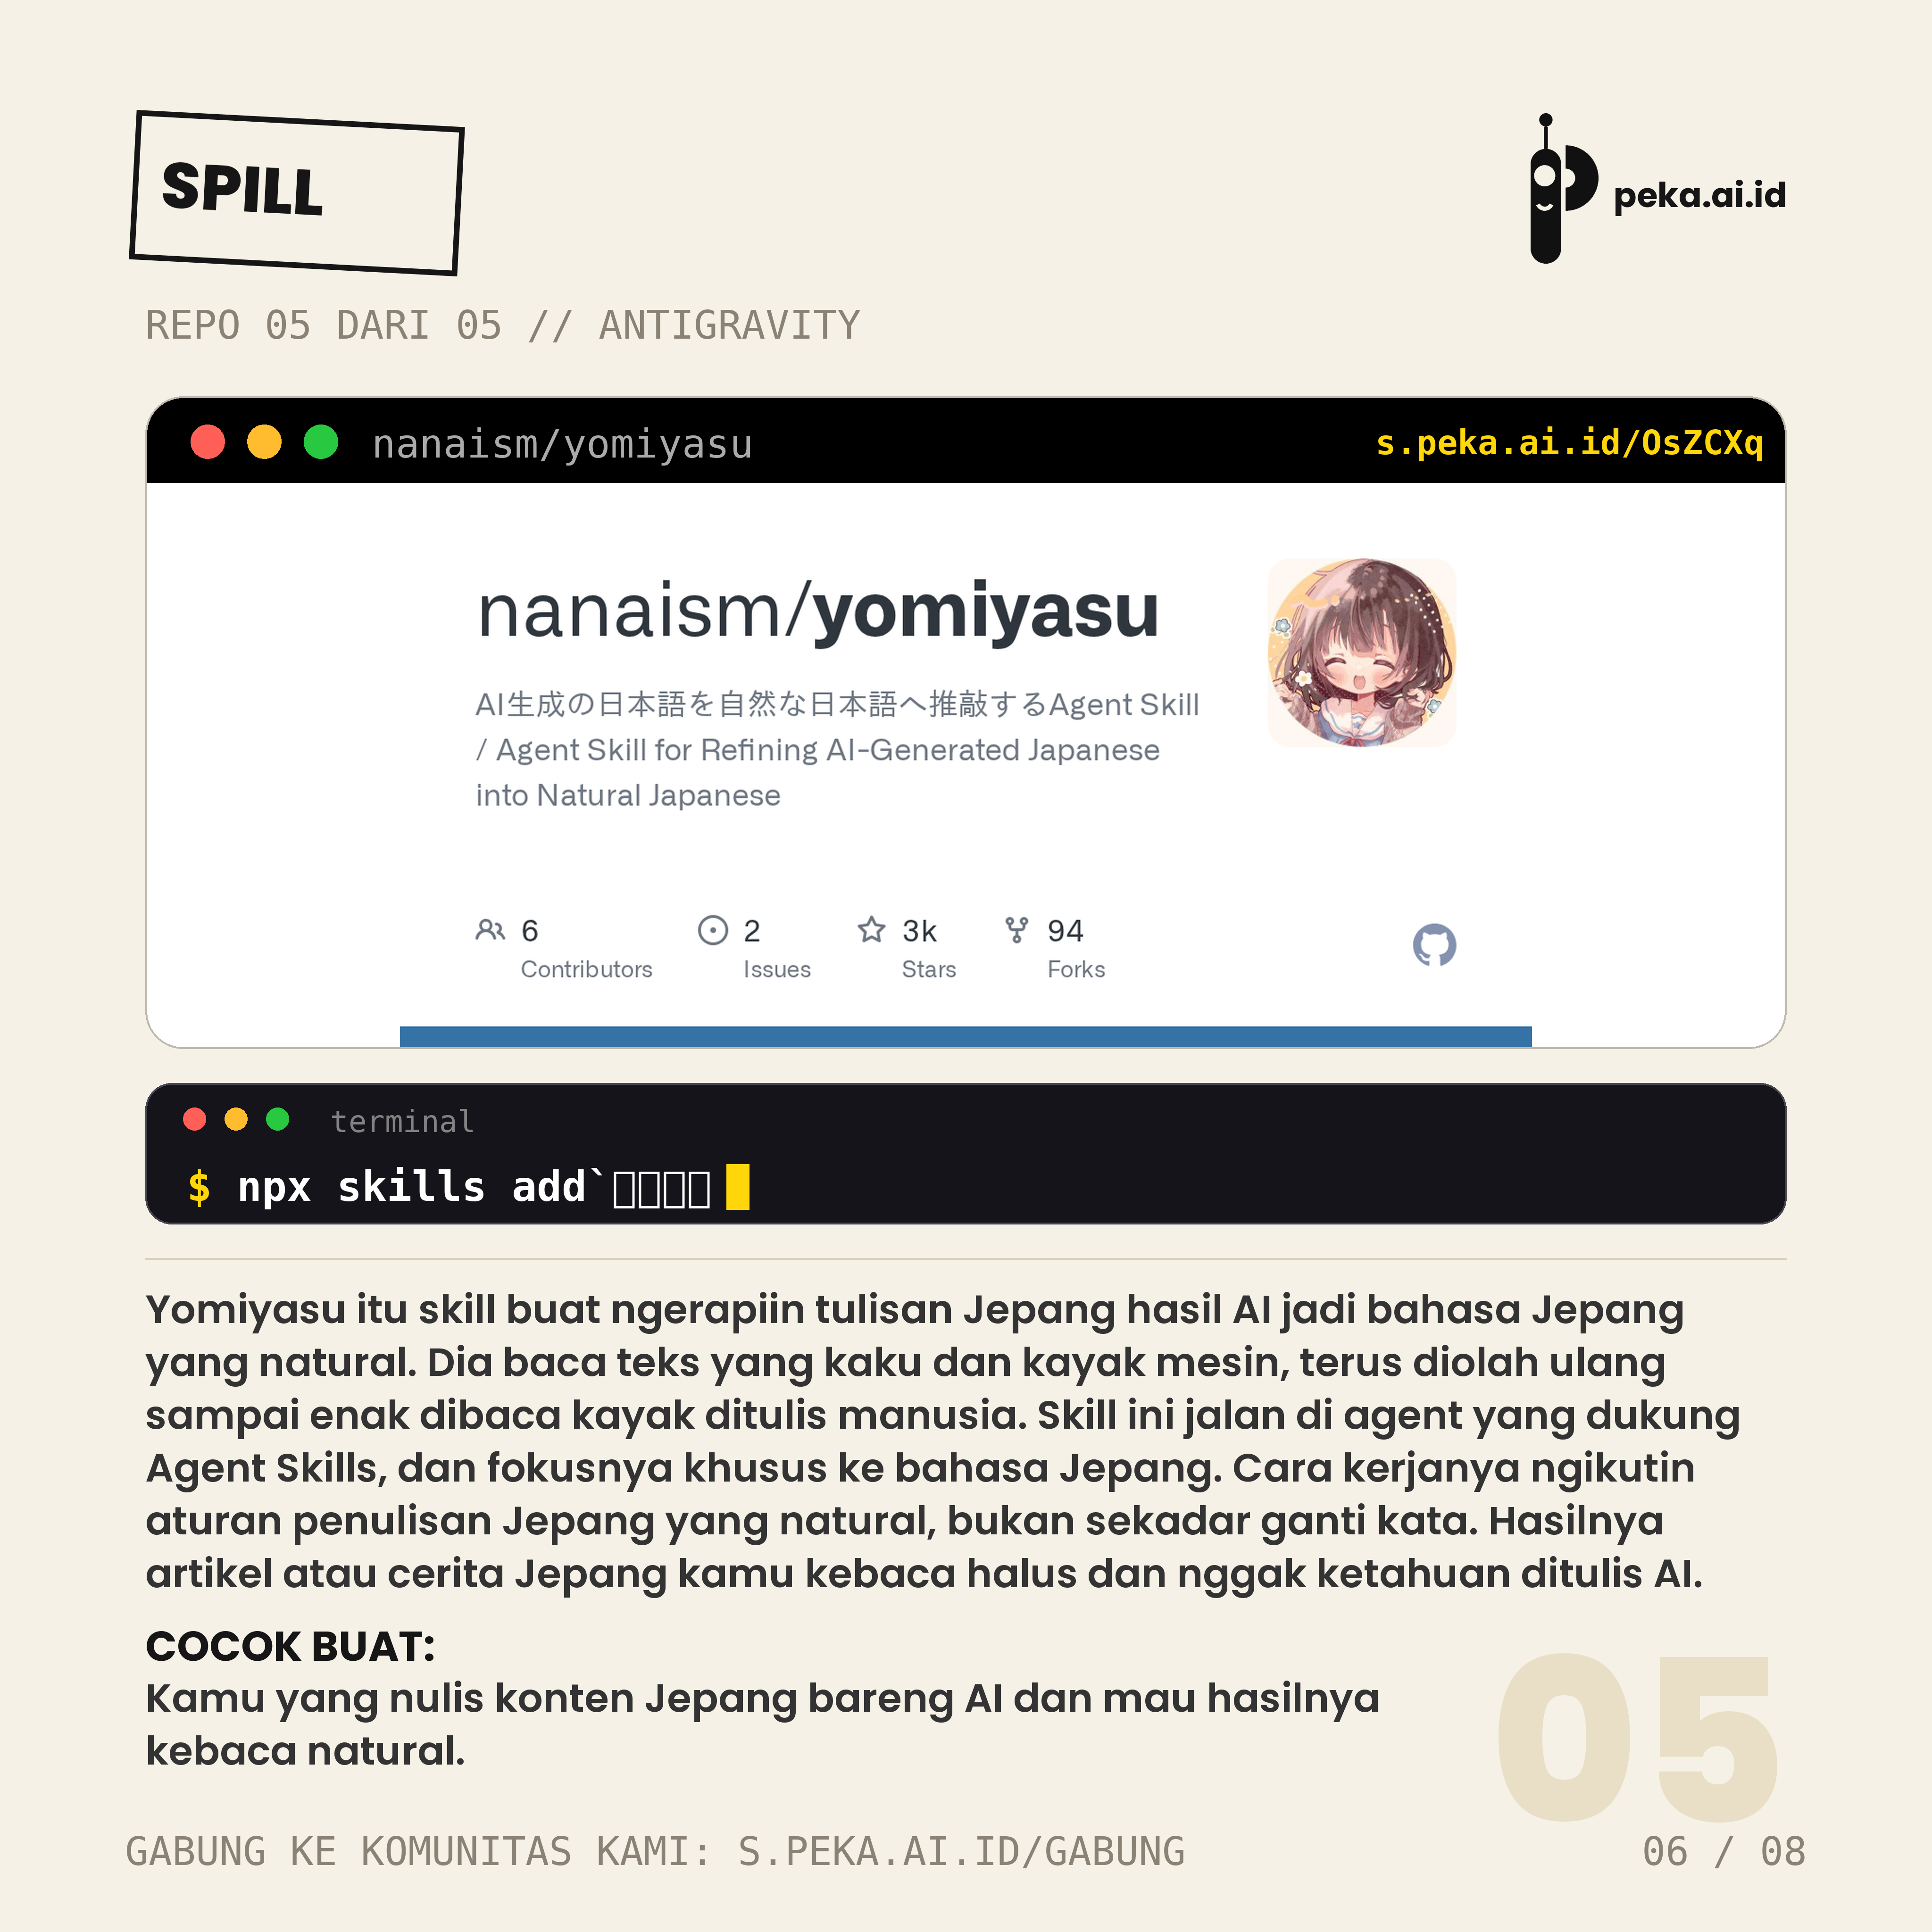 SPILL
peka.ai.id
REPO 05 DARI 05 // ANTIGRAVITY
nanaism/yomiyasu
s.peka.ai.id/OsZCXq
nanaism/yomiyasu
AI生成の日本語を自然な日本語へ推敲するAgent Skill
/ Agent Skill for Refining AI-Generated Japanese
into Natural Japanese
6
Contributors
2
Issues
3k
Stars
94
Forks
terminal
$ npx skills add`
Yomiyasu itu skill buat ngerapiin tulisan Jepang hasil AI jadi bahasa Jepang
yang natural. Dia baca teks yang kaku dan kayak mesin, terus diolah ulang
sampai enak dibaca kayak ditulis manusia. Skill ini jalan di agent yang dukung
Agent Skills, dan fokusnya khusus ke bahasa Jepang. Cara kerjanya ngikutin
aturan penulisan Jepang yang natural, bukan sekadar ganti kata. Hasilnya
artikel atau cerita Jepang kamu kebaca halus dan nggak ketahuan ditulis AI.
COCOK BUAT:
Kamu yang nulis konten Jepang bareng AI dan mau hasilnya
kebaca natural.
05
GABUNG KE KOMUNITAS KAMI: S.PEKA.AI.ID/GABUNG
06 / 08